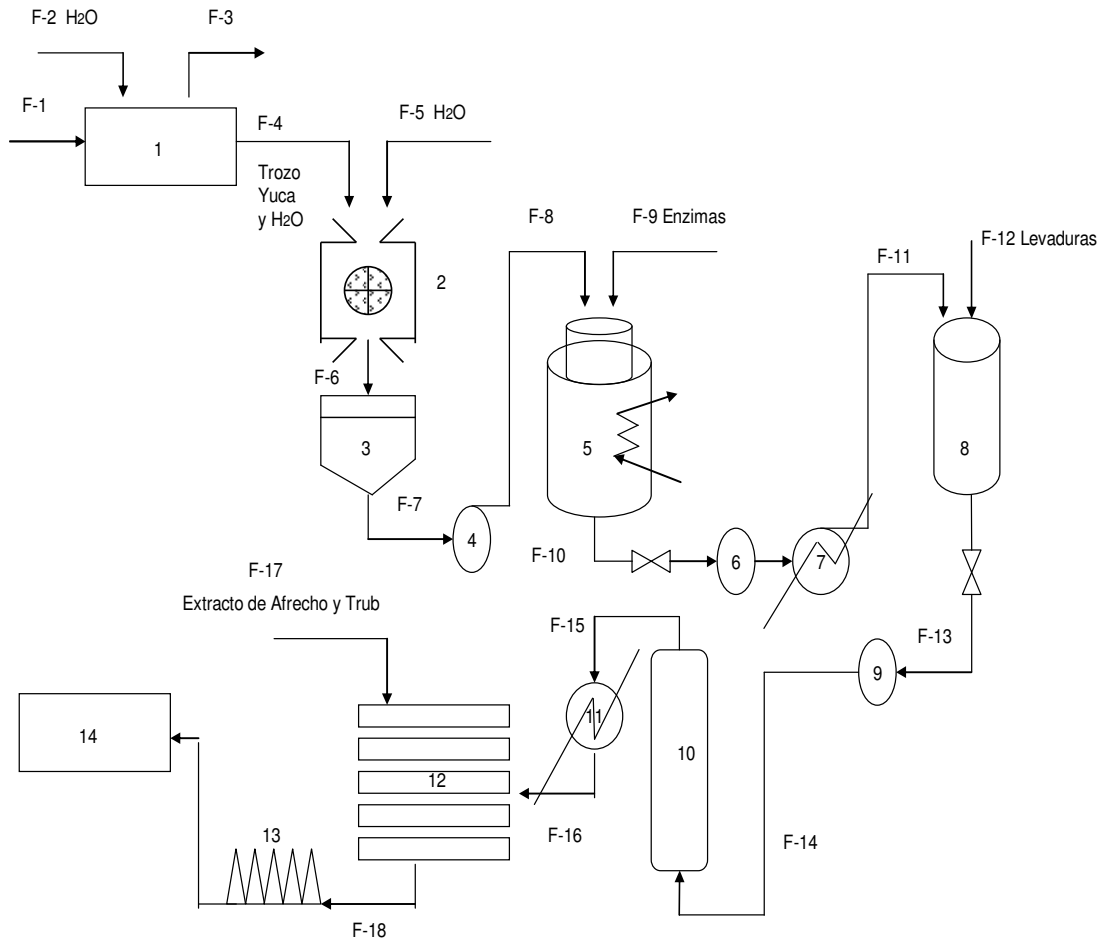 F-2 H2O
F-3
F-1
F-4
F-5 H2O
1
Trozo
Yuca
y H2O
F-8
F-9 Enzimas
F-12 Levaduras
F-11
2
F-6
3
5
8
F-7
4
F-10
6
7
F-17
Extracto de Afrecho y Trub
F-15
F-13
9
11
14
10
12
F-16
13
F-14
F-18